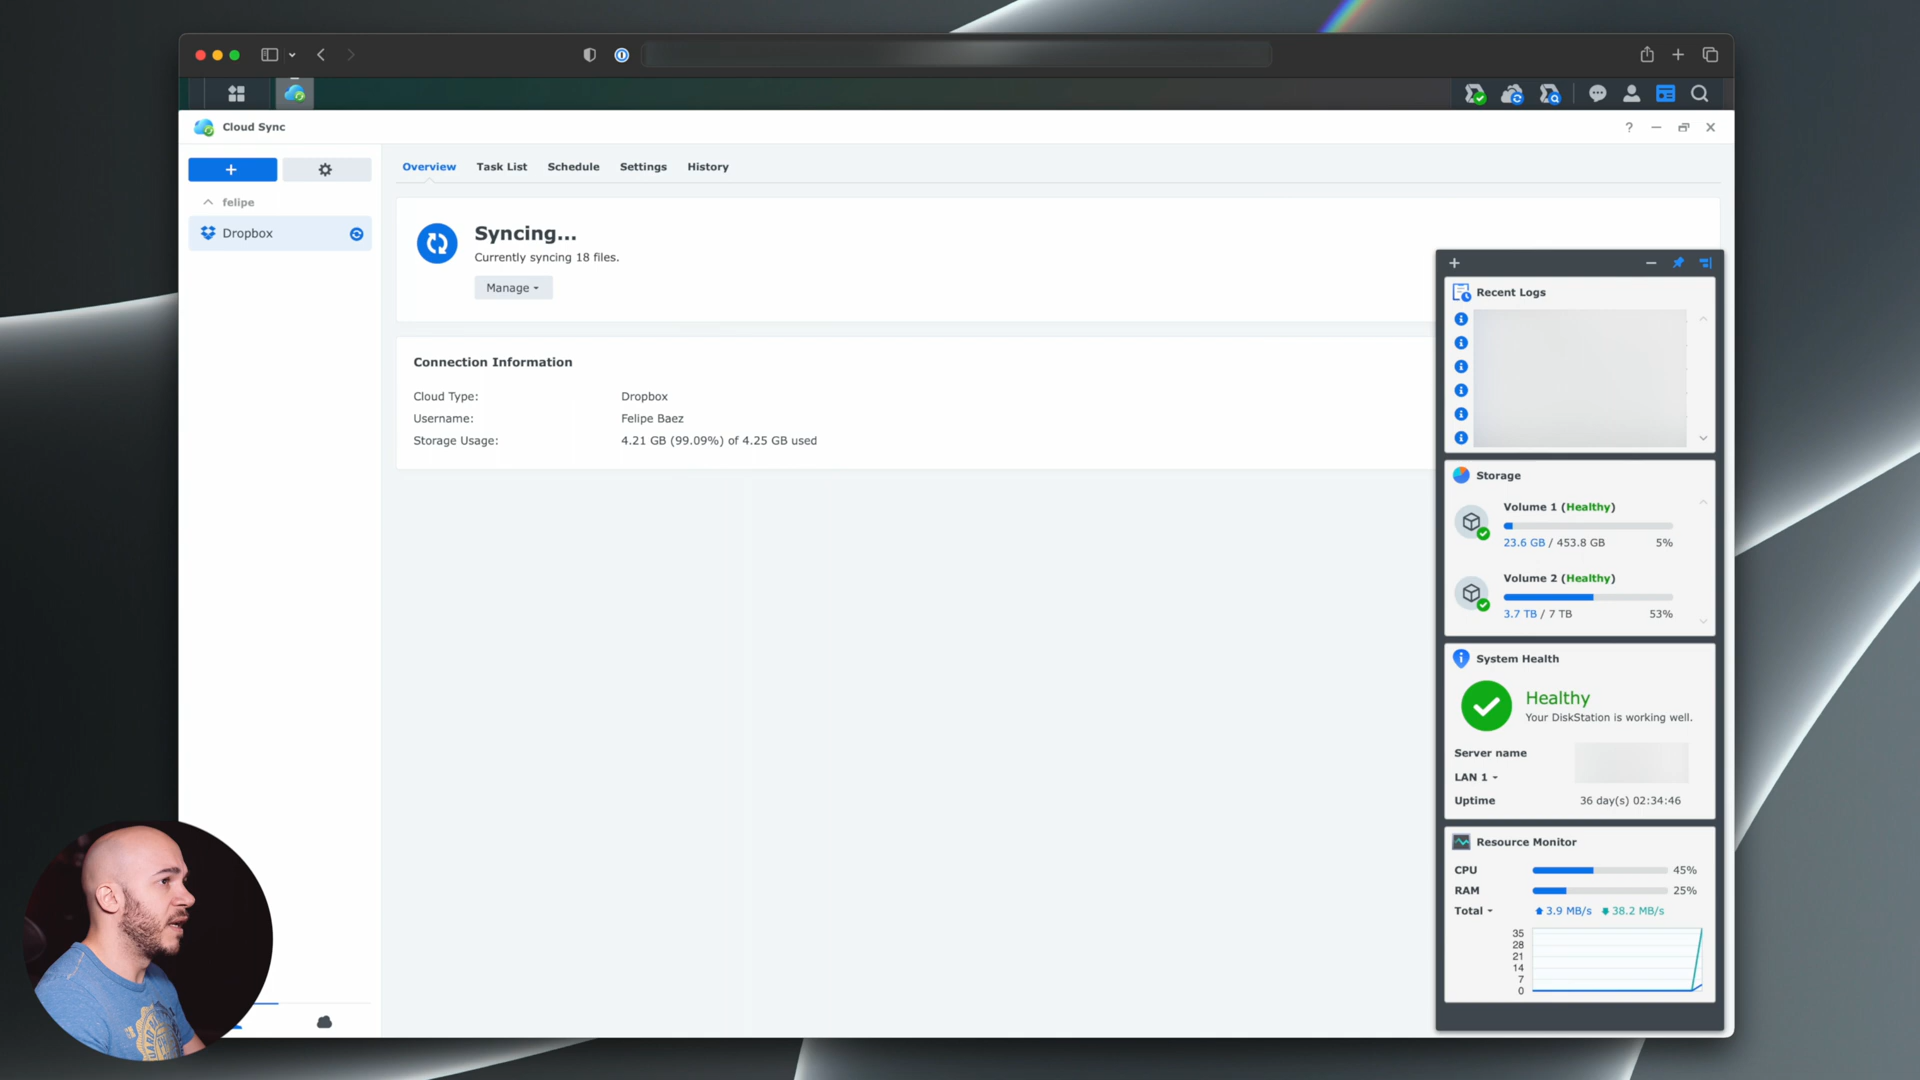 Cloud Sync
?
felipe
Dropbox
Overview Task List Schedule Settings History
Syncing...
Currently syncing 18 files.
Manage
Connection Information
Cloud Type: Dropbox
Username: Felipe Baez
Storage Usage: 4.21 GB (99.09%) of 4.25 GB used
Recent Logs
Storage
Volume 1 (Healthy)
23.6 GB / 453.8 GB 5%
Volume 2 (Healthy)
3.7 TB / 7 TB 53%
System Health
Healthy
Your DiskStation is working well.
Server name
LAN 1
Uptime 36 day(s) 02:34:46
Resource Monitor
CPU 45%
RAM 25%
Total 3.9 MB/s 38.2 MB/s
35
28
21
14
7
0